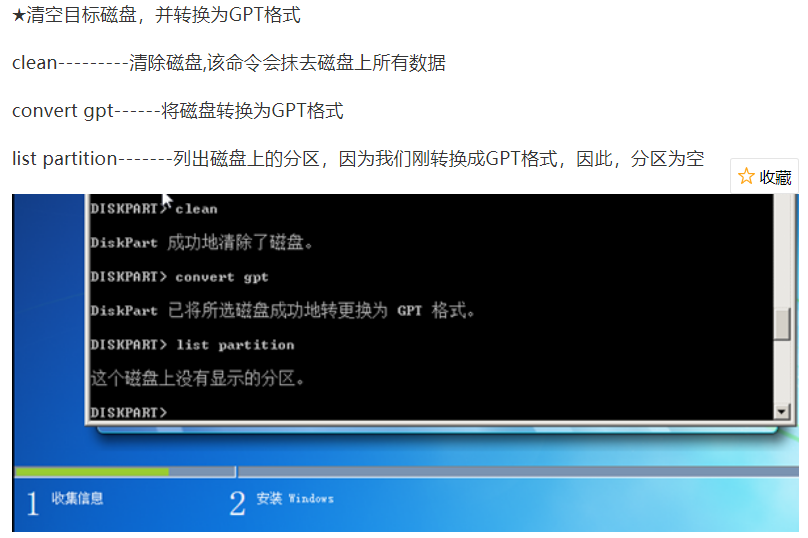 ★清空目标磁盘，并转换为GPT格式
clean---------清除磁盘,该命令会抹去磁盘上所有数据
convert gpt------将磁盘转换为GPT格式
list partition-------列出磁盘上的分区，因为我们刚转换成GPT格式，因此，分区为空
☆ 收藏
DISKPART> clean
DiskPart 成功地清除了磁盘。
DISKPART> convert gpt
DiskPart 已将所选磁盘成功地转更换为 GPT 格式。
DISKPART> list partition
这个磁盘上没有显示的分区。
DISKPART>
1 收集信息
2 安装 Windows